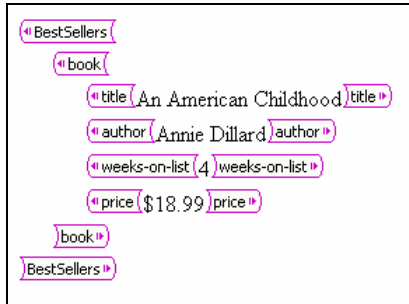 BestSellers
book
title An American Childhood title
author Annie Dillard author
weeks-on-list 4 weeks-on-list
price $18.99 price
book
BestSellers